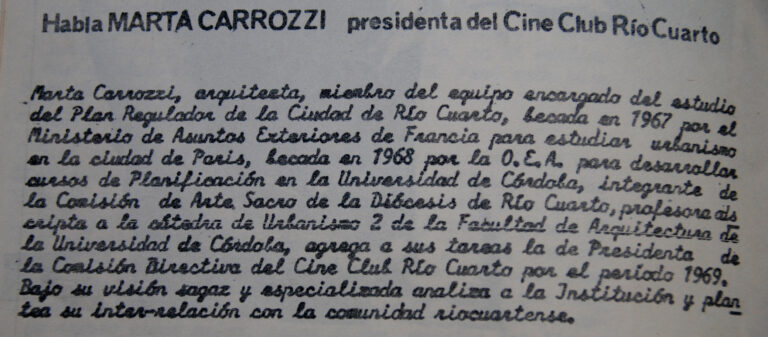 Habla MARTA CARROZZI presidenta del Cine Club Río Cuarto
Marta Carrozzi, arquitecta, miembro del equipo encargado del estudio
del Plan Regulador de la Ciudad de Río Cuarto, becada en 1967 por el
Ministerio de Asuntos Exteriores de Francia para estudiar urbanismo
en la ciudad de París, becada en 1968 por la O.E.A. para desarrollar
cursos de Planificación en la Universidad de Córdoba, integrante de
la Comisión de Arte Sacro de la Diócesis de Río Cuarto, profesora ads
cripta a la cátedra de Urbanismo 2 de la Facultad de Arquitectura de
la Universidad de Córdoba, agrega a sus tareas la de Presidenta de
la Comisión Directiva del Cine Club Río Cuarto por el período 1969.
Bajo su visión sagaz y especializada analiza a la Institución y plan
tea su inter-relación con la comunidad riocuartense.